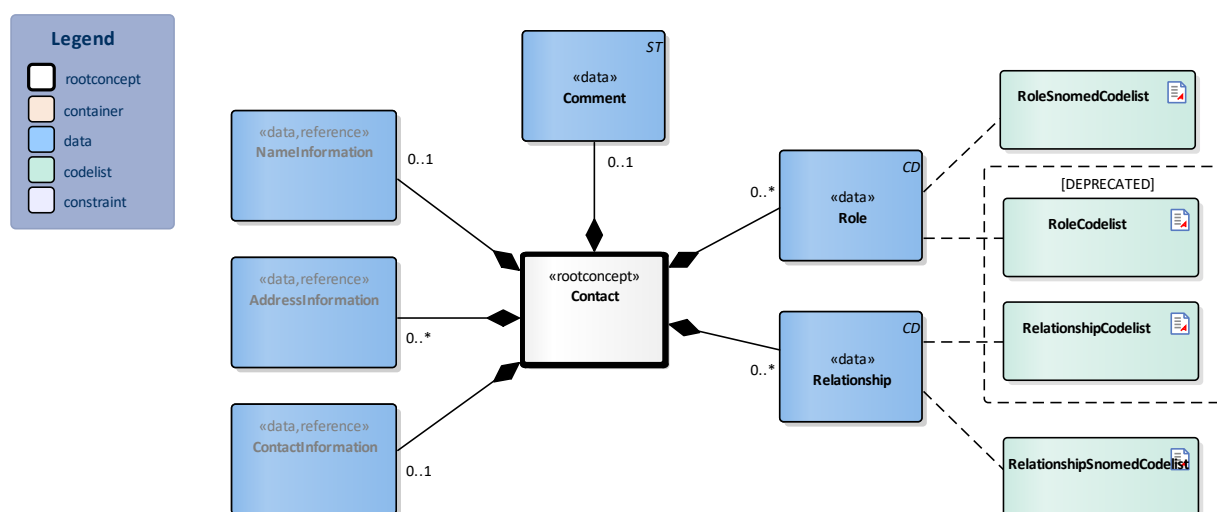 Legend
rootconcept
container
data
codelist
constraint
ST
«data»
Comment
0..1
«data,reference»
NameInformation
0..1
«data,reference»
AddressInformation
0..*
«data,reference»
ContactInformation
0..1
«rootconcept»
Contact
CD
«data»
Role
0..*
CD
«data»
Relationship
0..*
RoleSnomedCodelist
[DEPRECATED]
RoleCodelist
RelationshipCodelist
RelationshipSnomedCodelist